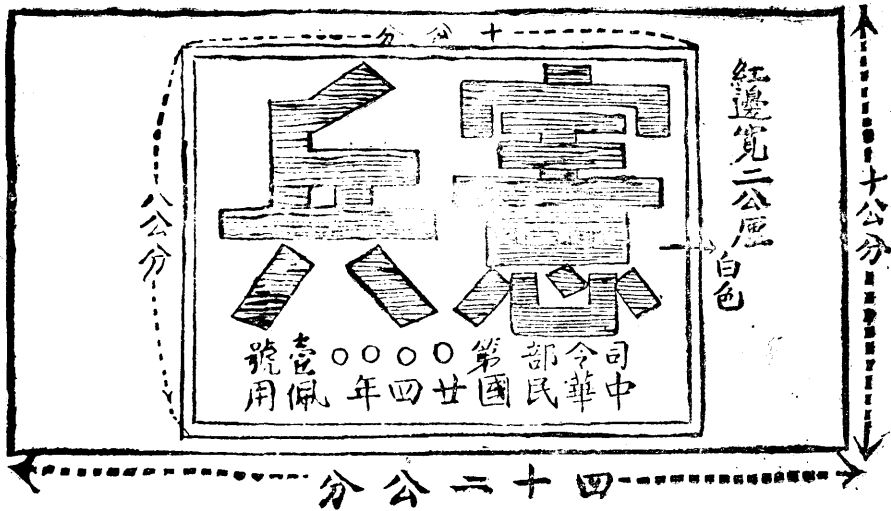 十公分
憲兵
司令部第○○○○壹號
中華民國廿四年佩用
紅邊寬二公厘
白色
十公分
八公分
四十二公分